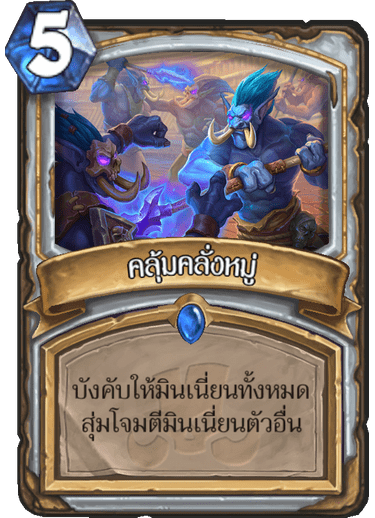 5
คลุ้มคลั่งหมู่
บังคับให้มินเนี่ยนทั้งหมด
สุ่มโจมตีมินเนี่ยนตัวอื่น